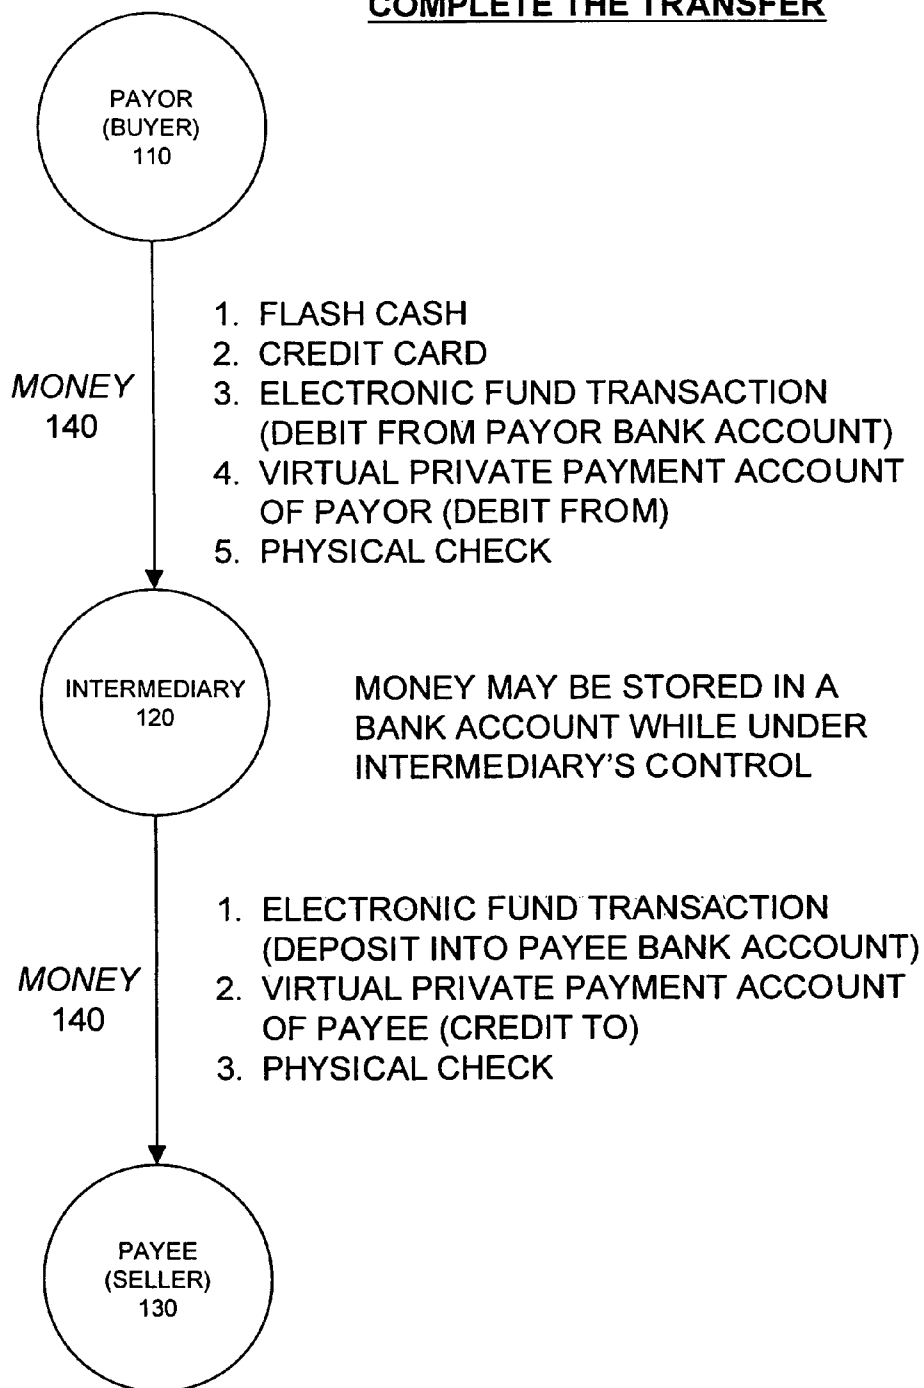 COMPLETE THE TRANSFER
PAYOR
(BUYER)
110
MONEY
140
1. FLASH CASH
2. CREDIT CARD
3. ELECTRONIC FUND TRANSACTION
(DEBIT FROM PAYOR BANK ACCOUNT)
4. VIRTUAL PRIVATE PAYMENT ACCOUNT
OF PAYOR (DEBIT FROM)
5. PHYSICAL CHECK
INTERMEDIARY
120
MONEY MAY BE STORED IN A
BANK ACCOUNT WHILE UNDER
INTERMEDIARY'S CONTROL
MONEY
140
1. ELECTRONIC FUND TRANSACTION
(DEPOSIT INTO PAYEE BANK ACCOUNT)
2. VIRTUAL PRIVATE PAYMENT ACCOUNT
OF PAYEE (CREDIT TO)
3. PHYSICAL CHECK
PAYEE
(SELLER)
130